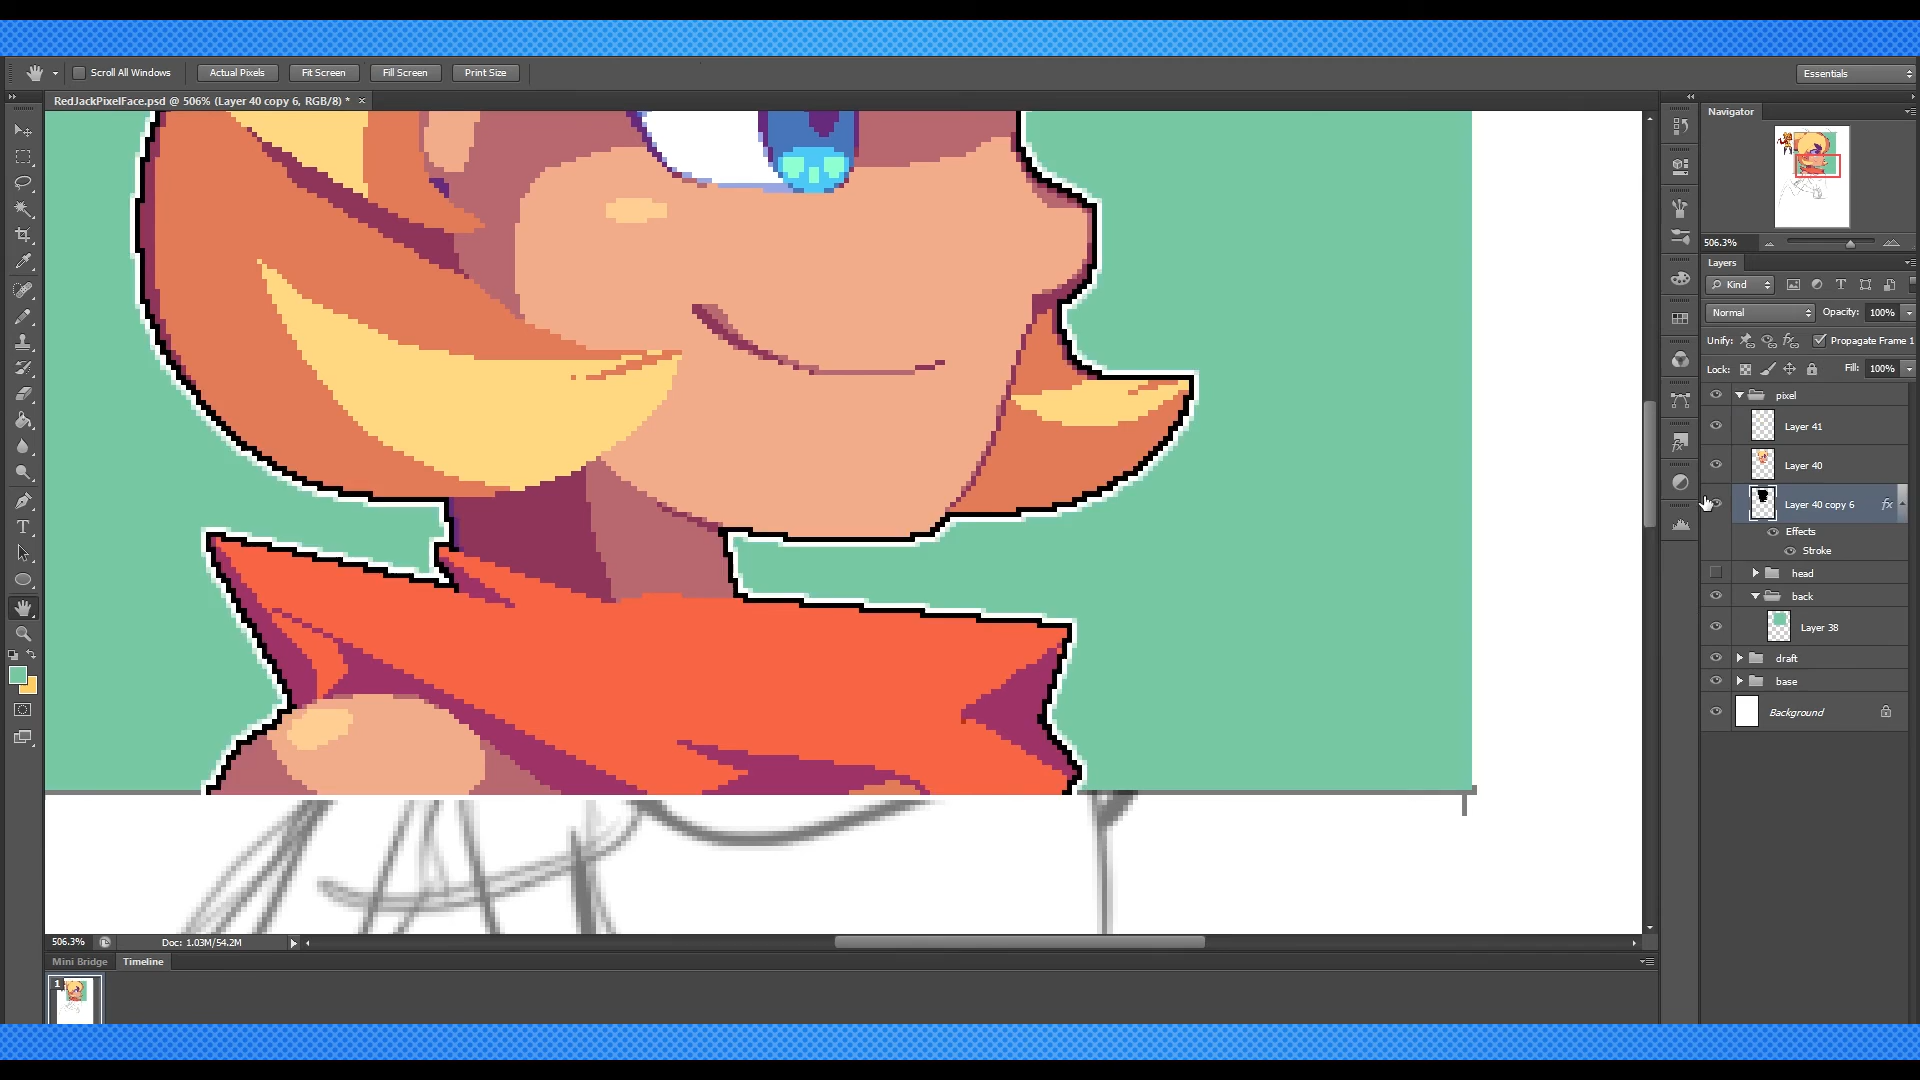 Scroll All Windows Actual Pixels Fit Screen Fill Screen Print Size Essentials
RedJackPixelFace.psd @ 506% (Layer 40 copy 6, RGB/8) * ×
Navigator
506.3%
Layers
Kind
Normal Opacity: 100%
Unify: Propagate Frame 1
Lock: Fill: 100%
pixel
Layer 41
Layer 40
Layer 40 copy 6 fx
Effects
Stroke
head
back
Layer 38
draft
base
Background
506.3% Doc: 1.03M/54.2M
Mini Bridge Timeline
1